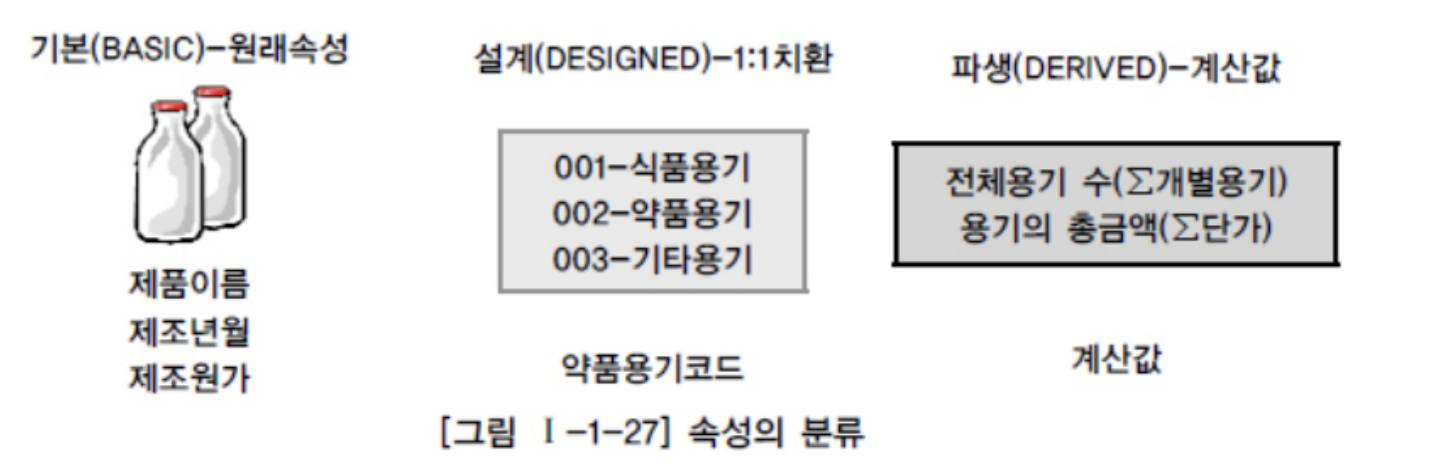 기본(BASIC)-원래속성
제품이름
제조년월
제조원가
설계(DESIGNED)-1:1치환
001-식품용기
002-약품용기
003-기타용기
약품용기코드
파생(DERIVED)-계산값
전체용기 수(∑개별용기)
용기의 총금액(∑단가)
계산값
[그림 Ⅰ-1-27] 속성의 분류